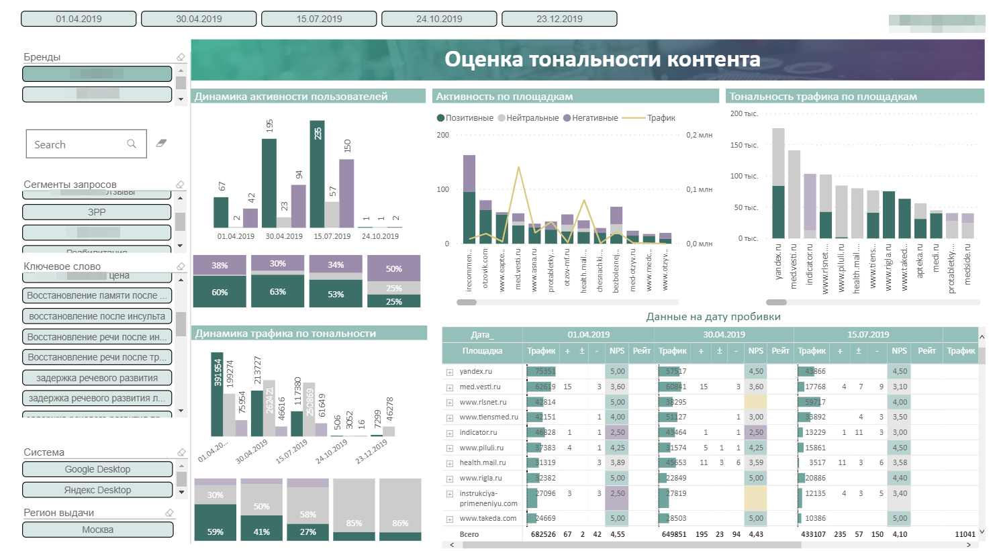 01.04.2019 30.04.2019 15.07.2019 24.10.2019 23.12.2019
Оценка тональности контента
Бренды
Search
Сегменты запросов
ЗРР
Ключевое слово
цена
Восстановление памяти после ...
восстановление после инсульта
Восстановление речи после ин...
Восстановление речи после тр...
задержка речевого развития
задержка речевого развития л...
Система
Google Desktop
Яндекс Desktop
Регион выдачи
Москва
Динамика активности пользователей
67 2 42 195 23 94 235 57 150 1 1 2
01.04.2019 30.04.2019 15.07.2019 24.10.2019
38% 30% 34% 50%
25%
60% 63% 53% 25%
Динамика трафика по тональности
391954 199274 75954 213727 262421 46616 117380 250869 61649 506 3052 16 7299 46278
01.04.20... 30.04.2019 15.07.2019 24.10.2019 23.12.2019
30% 50% 58% 85% 86%
59% 41% 27%
Активность по площадкам
Позитивные Нейтральные Негативные Трафик
200 0,2 млн
100 0,1 млн
0 0,0 млн
irecommen... otzovik.com www.eapte... med.vesti.ru www.asna.ru protabletky... otzov-mf.ru health.mail.... chesnachki... bezboleznej... med-otzyv.ru www.medc... www.otzyv...
Тональность трафика по площадкам
200 тыс.
150 тыс.
100 тыс.
50 тыс.
0 тыс.
yandex.ru med.vesti.ru indicator.ru www.rlsnet.... www.piluli.ru health.mail.... www.tiens... www.rigla.ru www.taked... apteka.ru medi.ru protabletky... medside.ru
Данные на дату пробивки
Дата_ 01.04.2019 30.04.2019 15.07.2019
Площадка Трафик + ± - NPS Рейт Трафик + ± - NPS Рейт Трафик + ± - NPS Рейт Трафик
yandex.ru 75351 5,00 57517 4,50 43866 4,50
med.vesti.ru 62619 15 3 3,60 60841 15 3 3,60 17768 4 7 9 3,10
www.rlsnet.ru 42814 5,00 38295 59717 4,00
www.tiensmed.ru 42151 1 4,00 51127 1 3,00 33892 4 3 3,50
indicator.ru 46828 1 1 2,50 43464 1 1 2,50 13229 1 11 3 3,00
www.piluli.ru 37383 4 1 4,25 31574 5 1 1 4,25 15861 4,50
health.mail.ru 31319 3 3,89 45653 11 3 6 3,59 3517 11 3 6 3,58
www.rigla.ru 32382 5,00 22849 5,00 20886 4,40
instrukciya-
primeneniyu.com 27096 3 3 2,50 27819 12135 4 3 5 3,40
www.takeda.com 24669 5,00 28503 5,00 10386 5,00
Всего 682526 67 2 42 4,55 649851 195 23 94 4,43 433107 235 57 150 4,10 11041